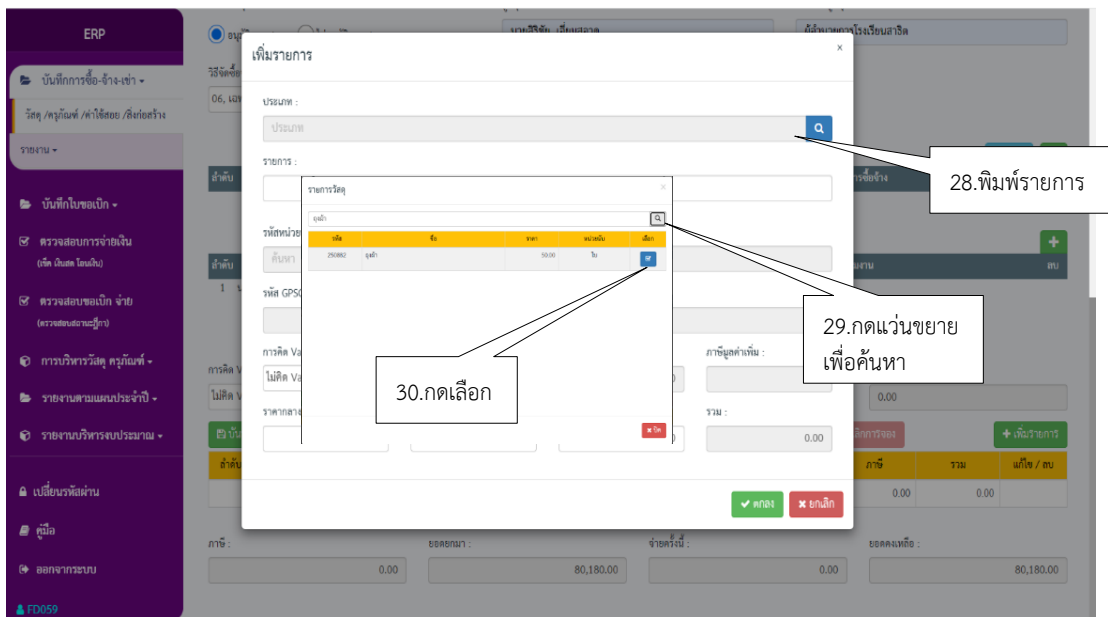 ERP
บันทึกการซื้อ-จ้าง-เช่า
วัสดุ /ครุภัณฑ์ /ค่าใช้สอย /สิ่งก่อสร้าง
รายงาน
บันทึกใบขอเบิก
ตรวจสอบการจ่ายเงิน
(เช็ค เงินสด โอนเงิน)
ตรวจสอบขอเบิก จ่าย
(ตรวจสอบสถานะฎีกา)
การบริหารวัสดุ ครุภัณฑ์
รายงานตามแผนประจำปี
รายงานบริหารงบประมาณ
เปลี่ยนรหัสผ่าน
คู่มือ
ออกจากระบบ
FD059
นายสิริชัย เอี่ยมสอาด
ผู้อำนวยการโรงเรียนสาธิต
วิธีจัดซื้อ
06,
เพิ่มรายการ
×
ประเภท :
ประเภท
รายการ :
รายการวัสดุ
×
ถุงผ้า
รหัส ชื่อ ราคา หน่วยนับ เลือก
250882 ถุงผ้า 50.00 ใบ
× ปิด
รหัสหน่วย
ค้นหา
รหัส GPSC
การคิด Va
ไม่คิด Va
ราคากลาง
ภาษีมูลค่าเพิ่ม :
รวม :
0.00
ตกลง
ยกเลิก
28.พิมพ์รายการ
29.กดแว่นขยาย
เพื่อค้นหา
30.กดเลือก
ลำดับ
การซื้อจ้าง
ลำดับ
ลบ
1
การคิด V
ไม่คิด V
0.00
ลิกการจอง
+ เพิ่มรายการ
ลำดับ
ภาษี รวม แก้ไข / ลบ
0.00 0.00
ภาษี : ยอดยกมา : จ่ายครั้งนี้ : ยอดคงเหลือ :
0.00 80,180.00 0.00 80,180.00